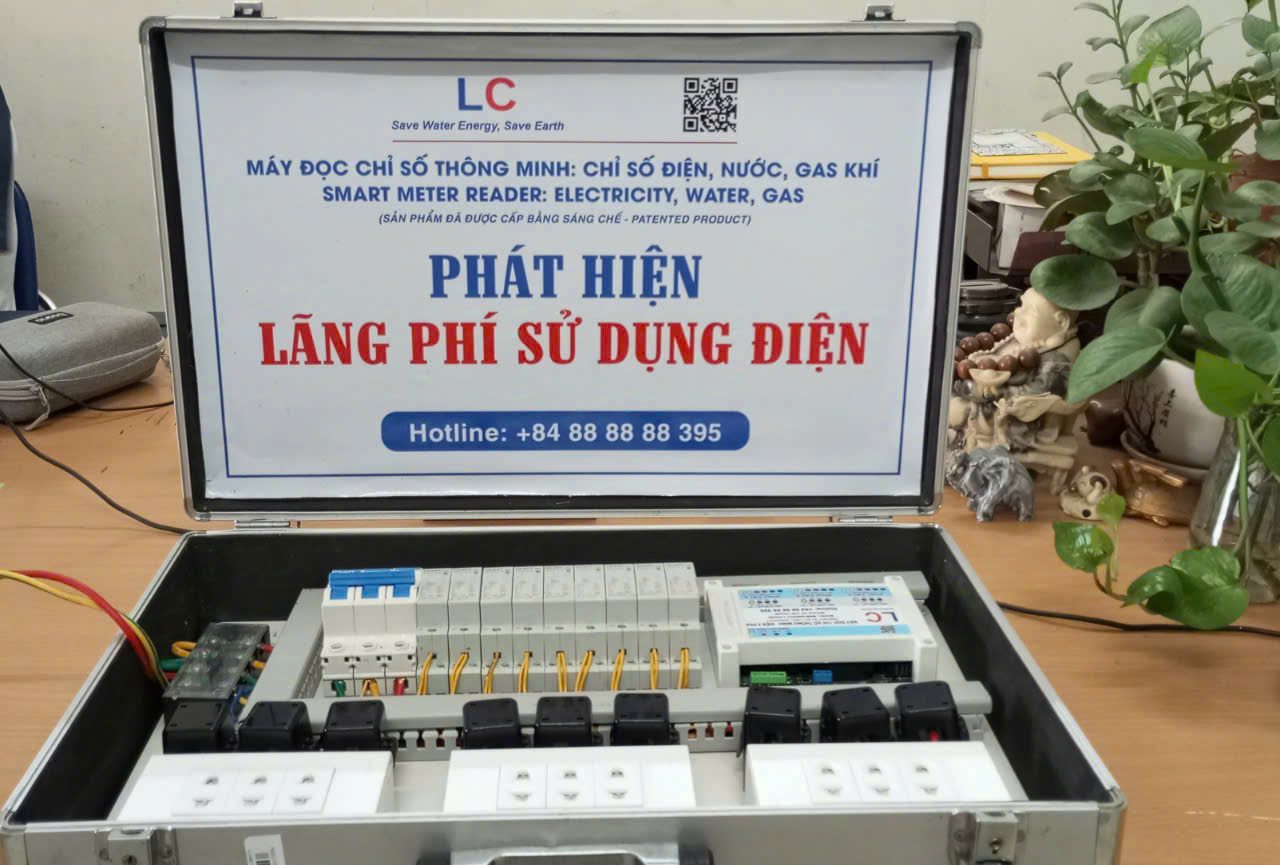 LC
Save Water Energy, Save Earth
MÁY ĐỌC CHỈ SỐ THÔNG MINH: CHỈ SỐ ĐIỆN, NƯỚC, GAS KHÍ
SMART METER READER: ELECTRICITY, WATER, GAS
(SẢN PHẨM ĐÃ ĐƯỢC CẤP BẰNG SÁNG CHẾ - PATENTED PRODUCT)
PHÁT HIỆN
LÃNG PHÍ SỬ DỤNG ĐIỆN
Hotline: +84 88 88 88 395
LC